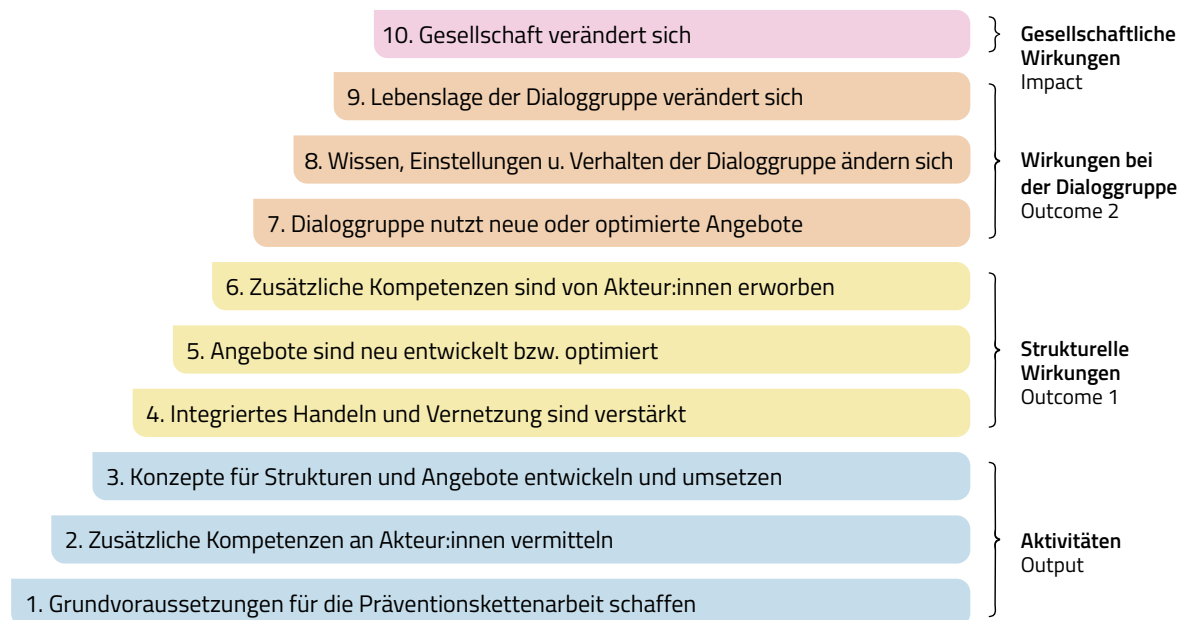 10. Gesellschaft verändert sich
9. Lebenslage der Dialoggruppe verändert sich
8. Wissen, Einstellungen u. Verhalten der Dialoggruppe ändern sich
7. Dialoggruppe nutzt neue oder optimierte Angebote
6. Zusätzliche Kompetenzen sind von Akteur:innen erworben
5. Angebote sind neu entwickelt bzw. optimiert
4. Integriertes Handeln und Vernetzung sind verstärkt
3. Konzepte für Strukturen und Angebote entwickeln und umsetzen
2. Zusätzliche Kompetenzen an Akteur:innen vermitteln
1. Grundvoraussetzungen für die Präventionskettenarbeit schaffen
Gesellschaftliche
Wirkungen
Impact
Wirkungen bei
der Dialoggruppe
Outcome 2
Strukturelle
Wirkungen
Outcome 1
Aktivitäten
Output